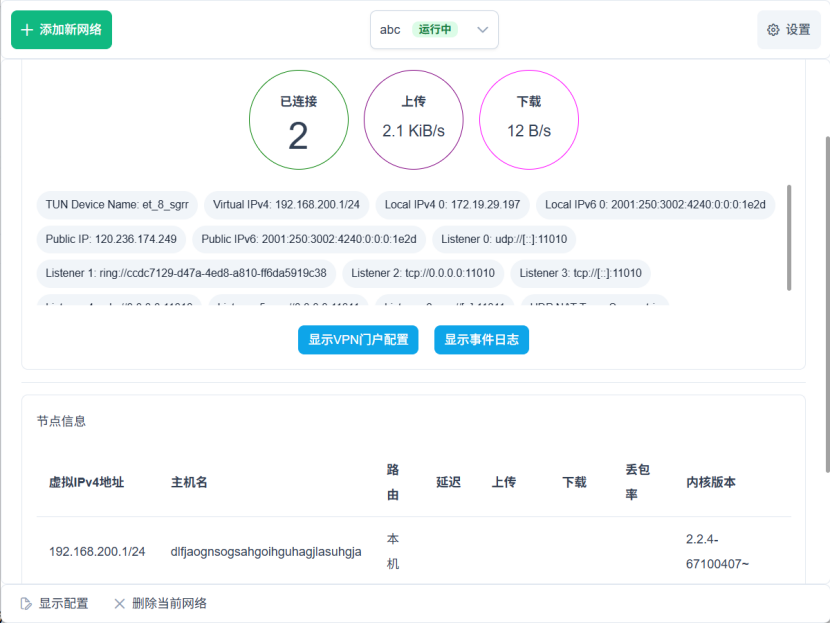 添加新网络
abc 运行中
设置
已连接 上传 下载
2 2.1 KiB/s 12 B/s
TUN Device Name: et_8_sgrr Virtual IPv4: 192.168.200.1/24 Local IPv4 0: 172.19.29.197 Local IPv6 0: 2001:250:3002:4240:0:0:0:1e2d
Public IP: 120.236.174.249 Public IPv6: 2001:250:3002:4240:0:0:0:1e2d Listener 0: udp://[::]:11010
Listener 1: ring://ccdc7129-d47a-4ed8-a810-ff6da5919c38 Listener 2: tcp://0.0.0.0:11010 Listener 3: tcp://[::]:11010
显示VPN门户配置 显示事件日志
节点信息
虚拟IPv4地址 主机名 路由 延迟 上传 下载 丢包率 内核版本
192.168.200.1/24 dlfjaognsogsahgoihguhagjlasuhgja 本机 2.2.4-
67100407~
显示配置 删除当前网络